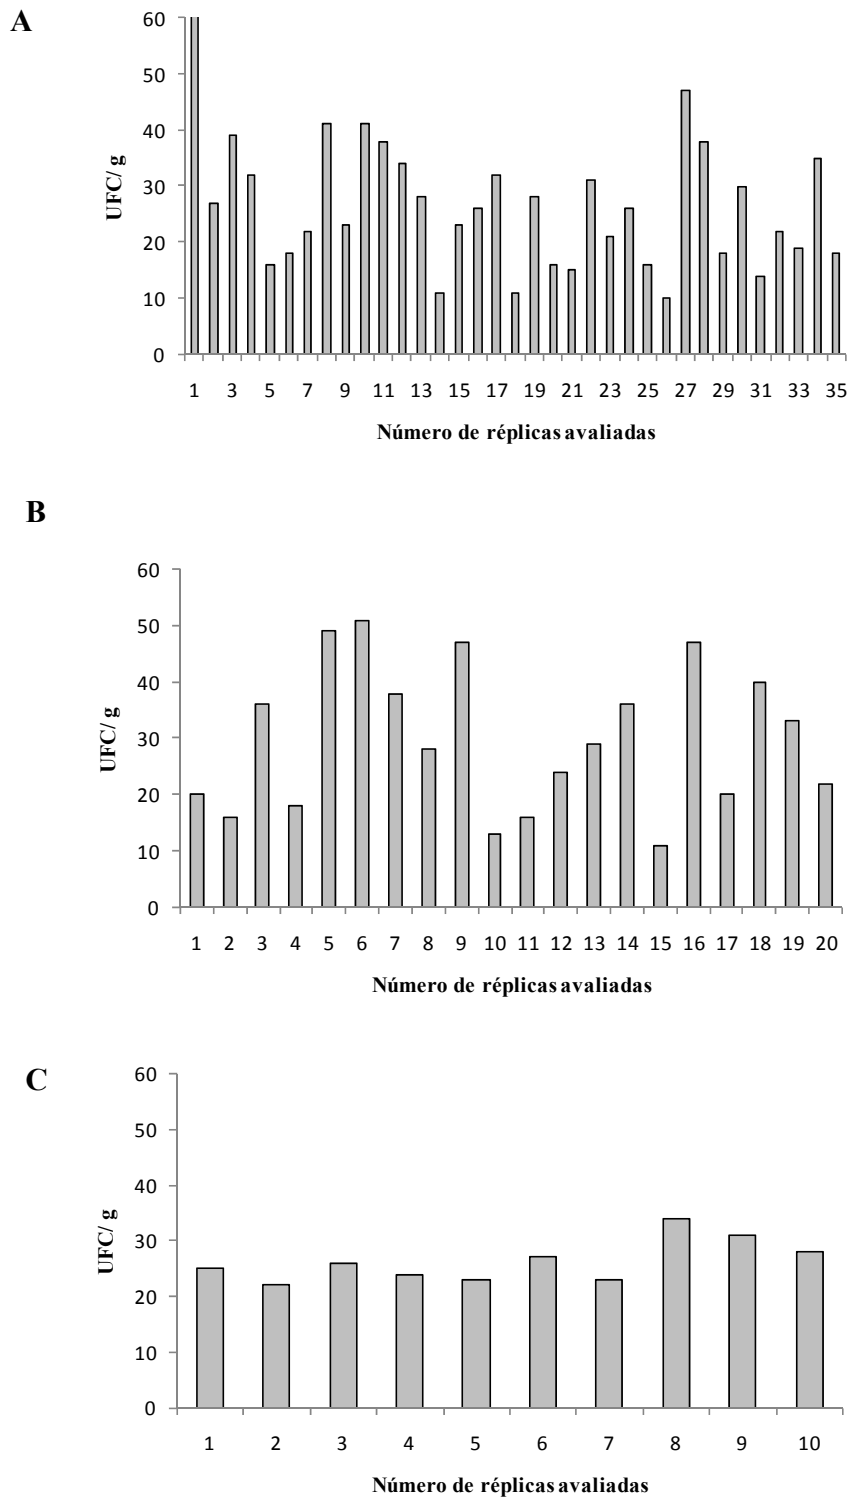 A
60
50
40
30
20
10
0
UFC/ g
1 3 5 7 9 11 13 15 17 19 21 23 25 27 29 31 33 35
Número de réplicas avaliadas
B
60
50
40
30
20
10
0
UFC/ g
1 2 3 4 5 6 7 8 9 10 11 12 13 14 15 16 17 18 19 20
Número de réplicas avaliadas
C
60
50
40
30
20
10
0
UFC/ g
1 2 3 4 5 6 7 8 9 10
Número de réplicas avaliadas